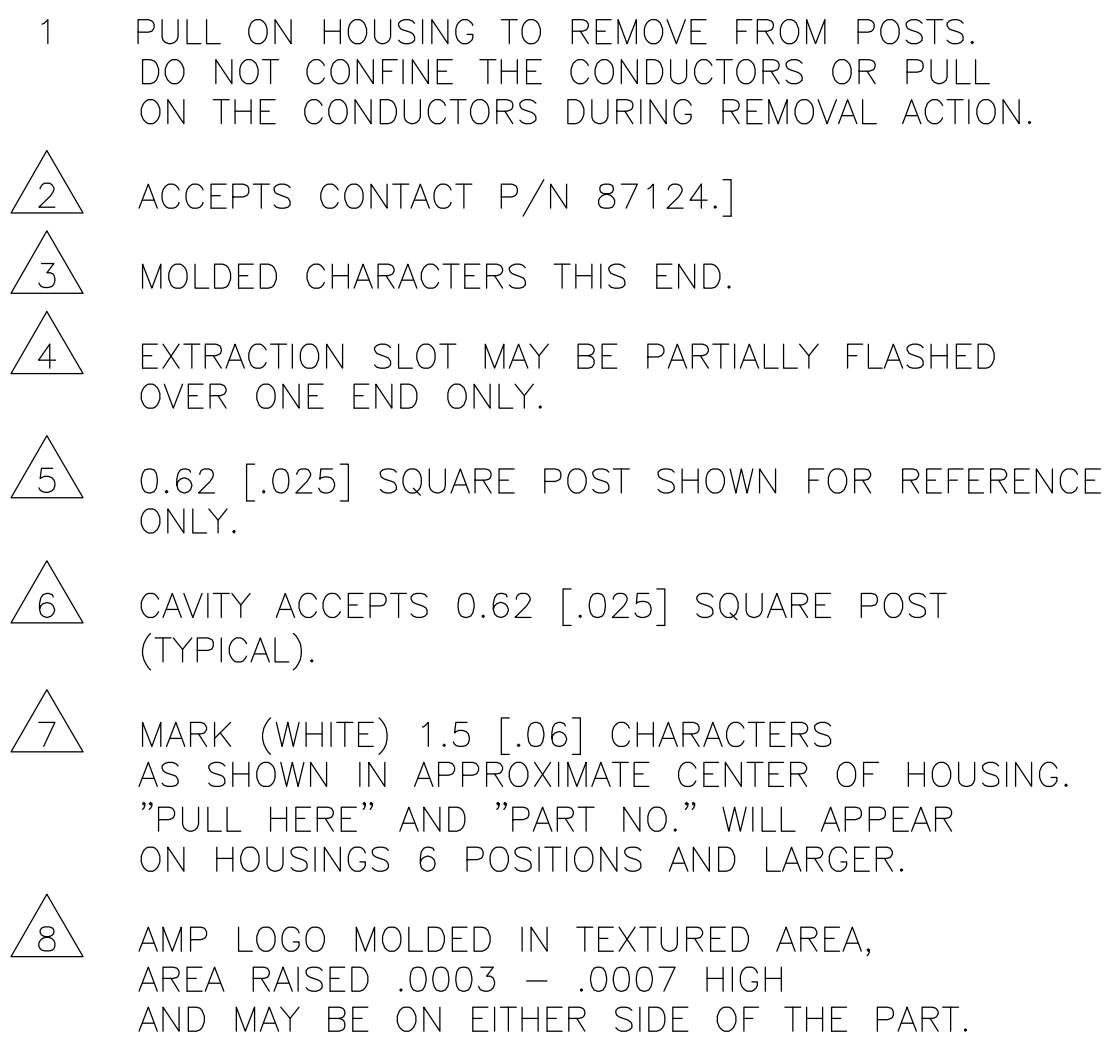 1 PULL ON HOUSING TO REMOVE FROM POSTS.
DO NOT CONFINE THE CONDUCTORS OR PULL
ON THE CONDUCTORS DURING REMOVAL ACTION.
2 ACCEPTS CONTACT P/N 87124.]
3 MOLDED CHARACTERS THIS END.
4 EXTRACTION SLOT MAY BE PARTIALLY FLASHED
OVER ONE END ONLY.
5 0.62 [.025] SQUARE POST SHOWN FOR REFERENCE
ONLY.
6 CAVITY ACCEPTS 0.62 [.025] SQUARE POST
(TYPICAL).
7 MARK (WHITE) 1.5 [.06] CHARACTERS
AS SHOWN IN APPROXIMATE CENTER OF HOUSING.
”PULL HERE” AND ”PART NO.” WILL APPEAR
ON HOUSINGS 6 POSITIONS AND LARGER.
8 AMP LOGO MOLDED IN TEXTURED AREA,
AREA RAISED .0003 – .0007 HIGH
AND MAY BE ON EITHER SIDE OF THE PART.